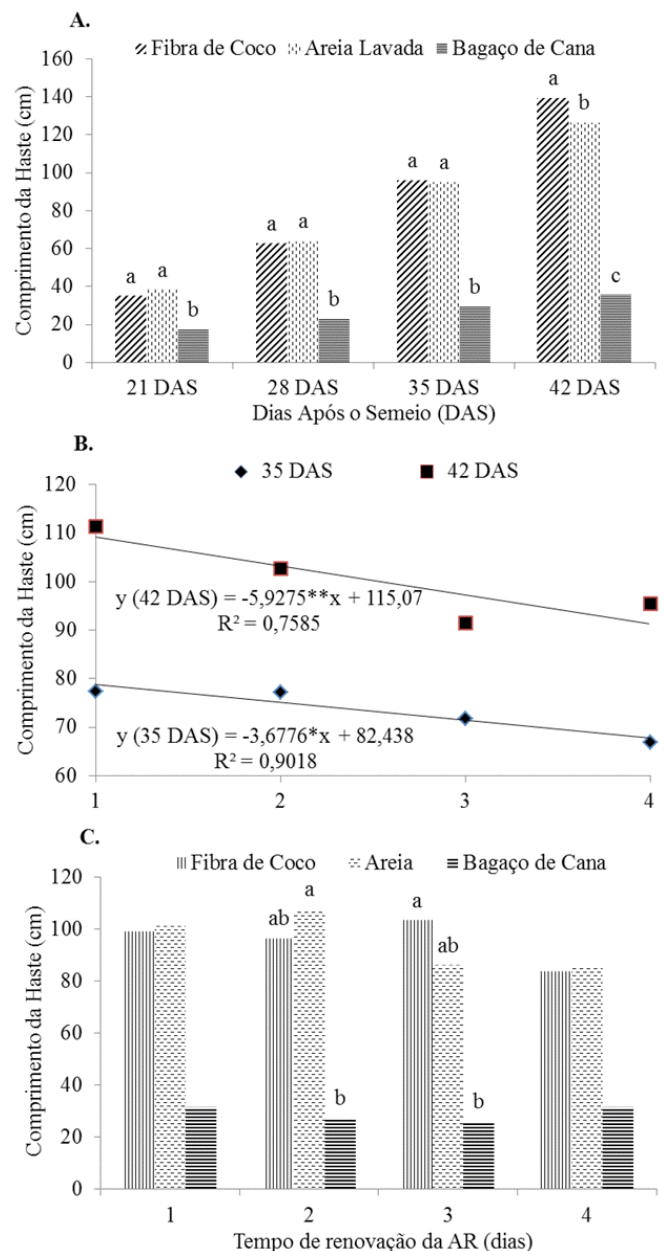 A.
Fibra de Coco Areia Lavada Bagaço de Cana
Comprimento da Haste (cm)
160
140
120
100
80
60
40
20
0
a a b
a a b
a a b
a b c
21 DAS 28 DAS 35 DAS 42 DAS
Dias Após o Semeio (DAS)
B.
35 DAS 42 DAS
Comprimento da Haste (cm)
120
110
100
90
80
70
60
y (42 DAS) = -5,9275**x + 115,07
R² = 0,7585
y (35 DAS) = -3,6776*x + 82,438
R² = 0,9018
1 2 3 4
C.
Fibra de Coco Areia Bagaço de Cana
Comprimento da Haste (cm)
120
100
80
60
40
20
0
ab a b
a ab b
1 2 3 4
Tempo de renovação da AR (dias)